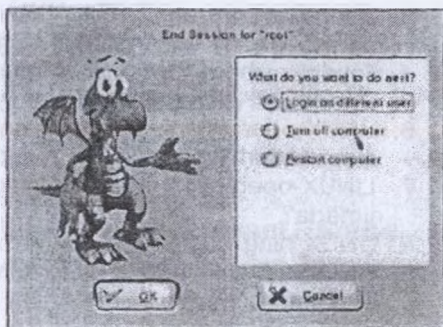 End Session for "root"
What do you want to do next?
Login as different user
Turn off computer
Restart computer
OK
Cancel